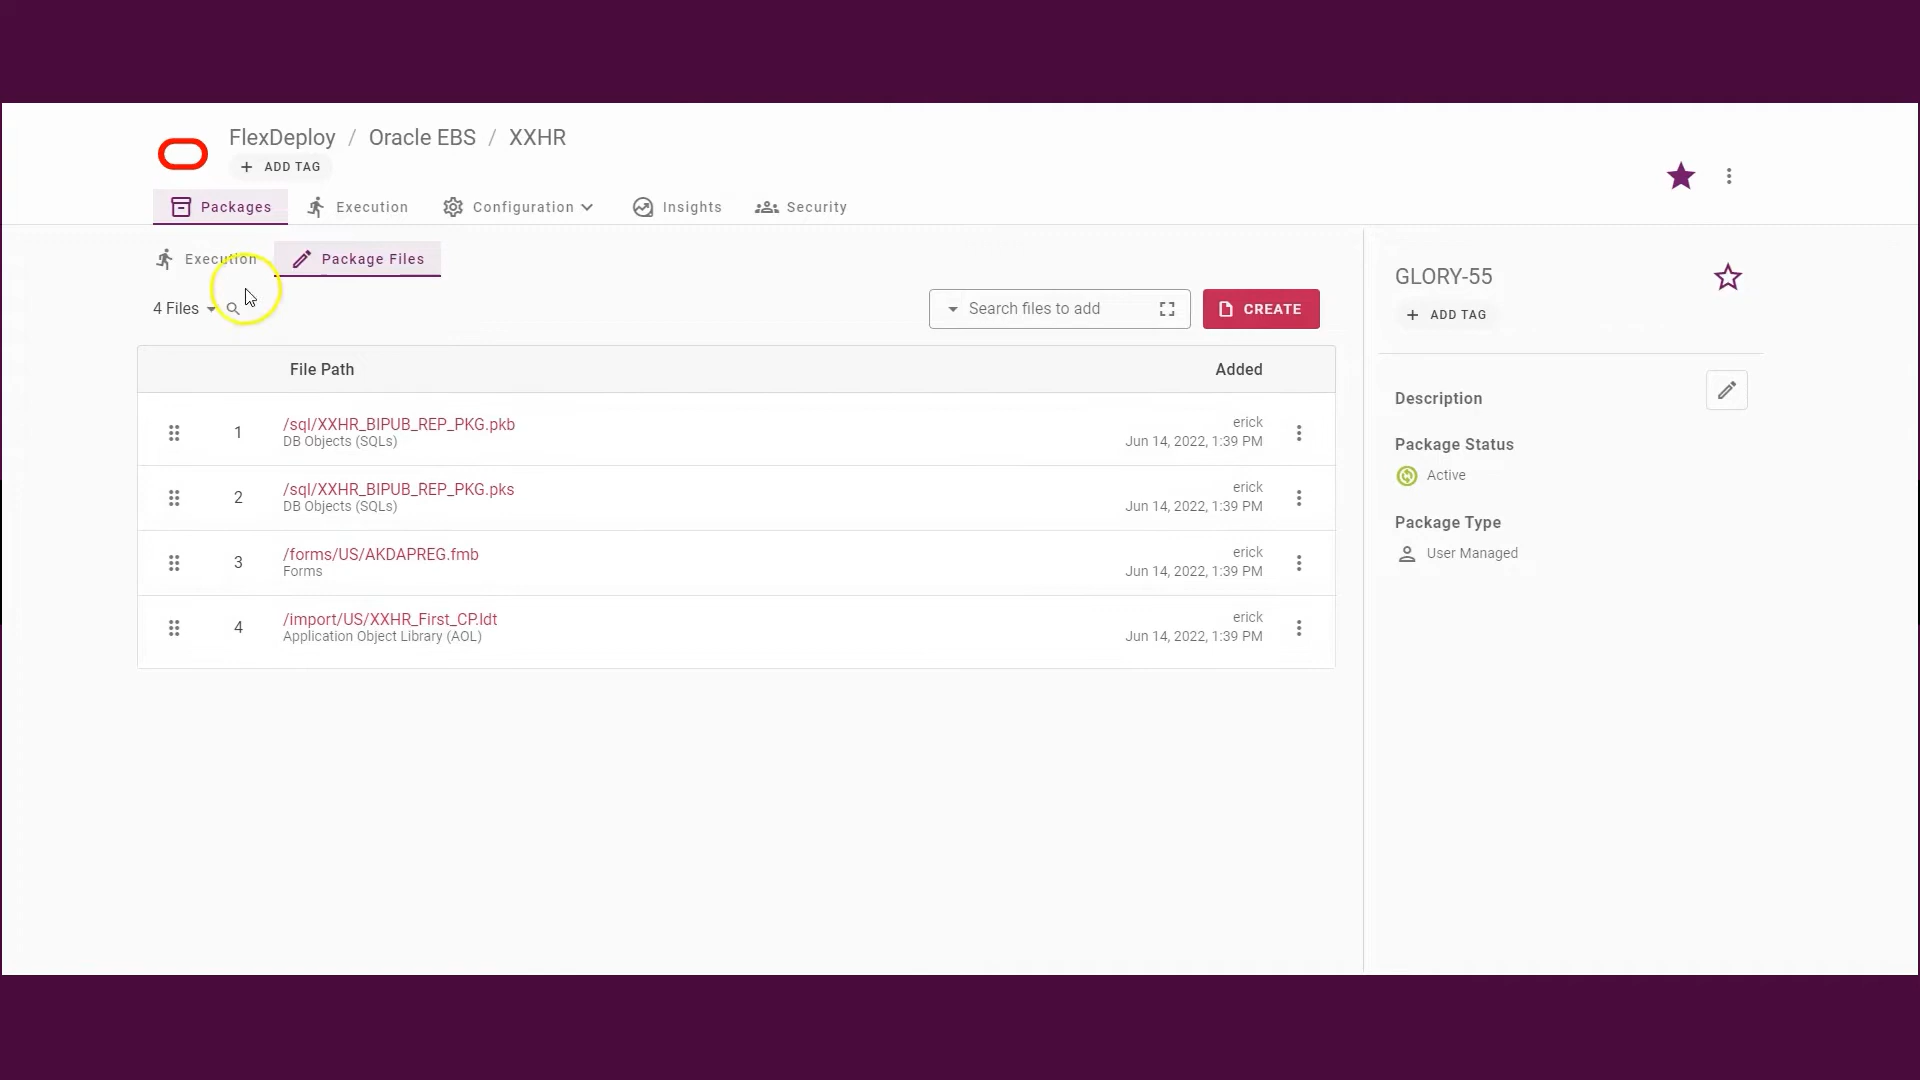 FlexDeploy / Oracle EBS / XXHR
+ ADD TAG
Packages Execution Configuration Insights Security
Execution Package Files
4 Files Search files to add CREATE
File Path Added
1 /sql/XXHR_BIPUB_REP_PKG.pkb erick
DB Objects (SQLs) Jun 14, 2022, 1:39 PM
2 /sql/XXHR_BIPUB_REP_PKG.pks erick
DB Objects (SQLs) Jun 14, 2022, 1:39 PM
3 /forms/US/AKDAPREG.fmb erick
Forms Jun 14, 2022, 1:39 PM
4 /import/US/XXHR_First_CP.ldt erick
Application Object Library (AOL) Jun 14, 2022, 1:39 PM
GLORY-55
+ ADD TAG
Description
Package Status
Active
Package Type
User Managed